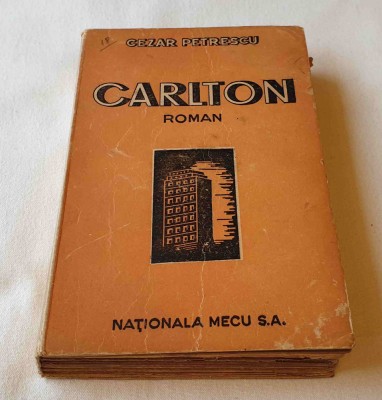 CEZAR PETRESCU
CARLTON
ROMAN
NAȚIONALA MECU S.A.